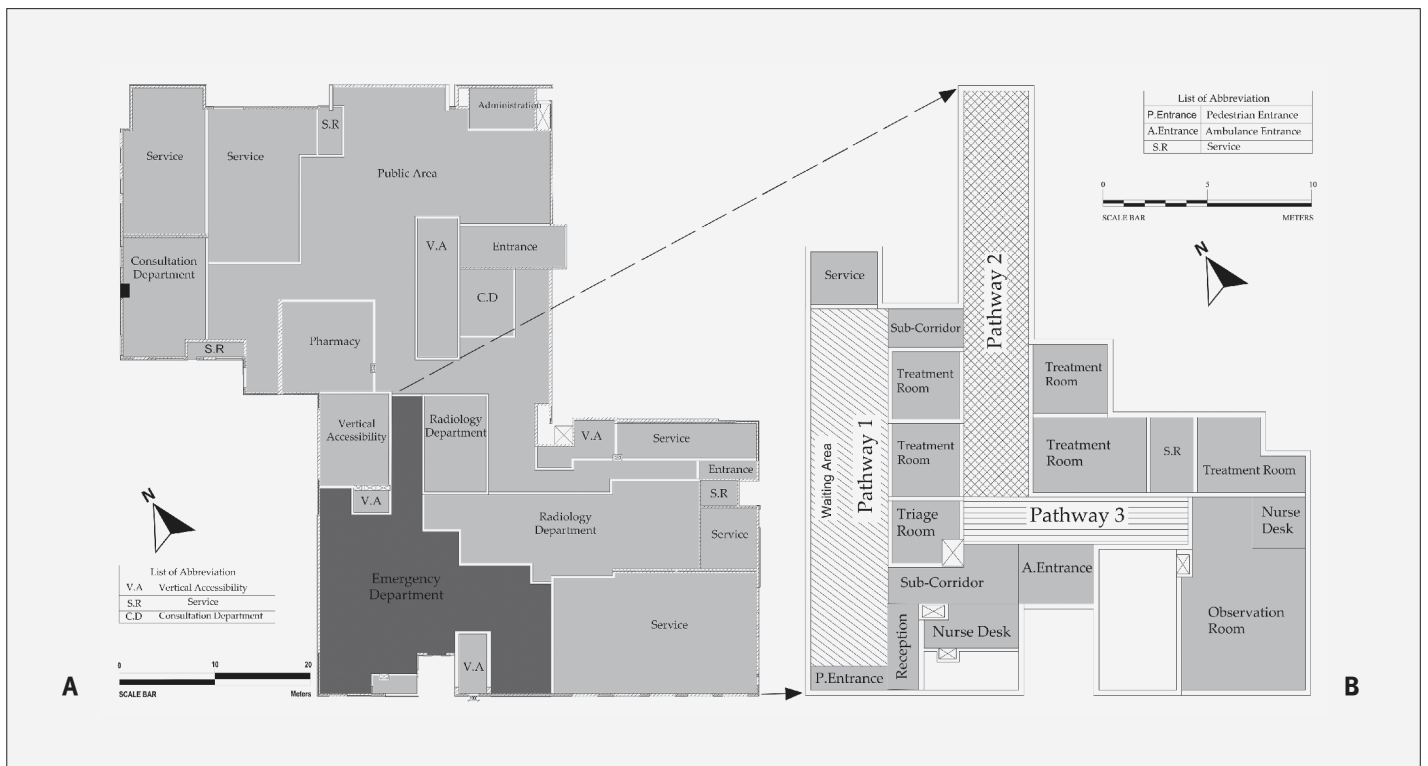 Administration
S.R
Service
Service
Public Area
V.A
Entrance
Consultation
Department
C.D
Pharmacy
S.R
Vertical
Accessibility
Radiology
Department
V.A
Service
Entrance
V.A
S.R
Radiology
Department
Service
N
Emergency
Department
Service
V.A
List of Abbreviation
V.A Vertical Accessibility
S.R Service
C.D Consultation Department
0 10 20
SCALE BAR Meters
A
List of Abbreviation
P.Entrance Pedestrian Entrance
A.Entrance Ambulance Entrance
S.R Service
0 5 10
SCALE BAR METERS
N
Service
Pathway 2
Sub-Corridor
Treatment
Room
Treatment
Room
Waiting Area
Pathway 1
Treatment
Room
Treatment
Room
S.R
Treatment Room
Triage
Room
Pathway 3
Nurse
Desk
Sub-Corridor
A.Entrance
Observation
Room
Reception
Nurse Desk
P.Entrance
B